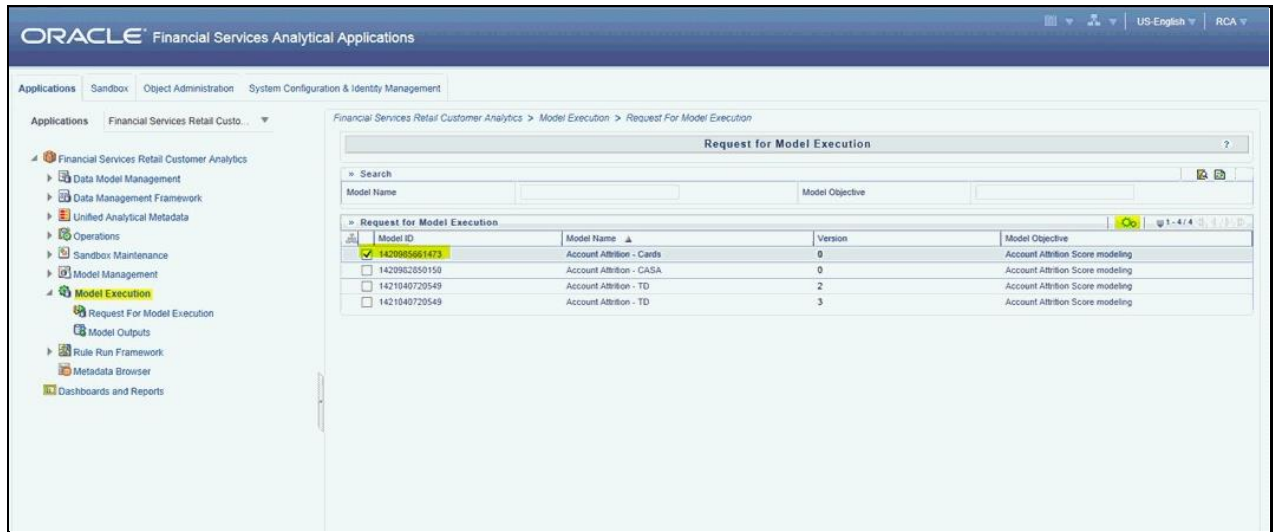 ORACLE Financial Services Analytical Applications
US-English RCA
Applications Sandbox Object Administration System Configuration & Identity Management
Applications Financial Services Retail Custo...
Financial Services Retail Customer Analytics
Data Model Management
Data Management Framework
Unified Analytical Metadata
Operations
Sandbox Maintenance
Model Management
Model Execution
Request For Model Execution
Model Outputs
Rule Run Framework
Metadata Browser
Dashboards and Reports
Financial Services Retail Customer Analytics > Model Execution > Request For Model Execution
Request for Model Execution ?
» Search
Model Name Model Objective
» Request for Model Execution 1-4/4
Model ID Model Name Version Model Objective
1420985661473 Account Attrition - Cards 0 Account Attrition Score modeling
1420982850150 Account Attrition - CASA 0 Account Attrition Score modeling
1421040720549 Account Attrition - TD 2 Account Attrition Score modeling
1421040720549 Account Attrition - TD 3 Account Attrition Score modeling